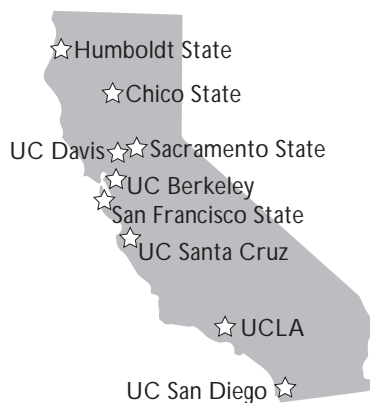 Humboldt State
Chico State
UC Davis
Sacramento State
UC Berkeley
San Francisco State
UC Santa Cruz
UCLA
UC San Diego